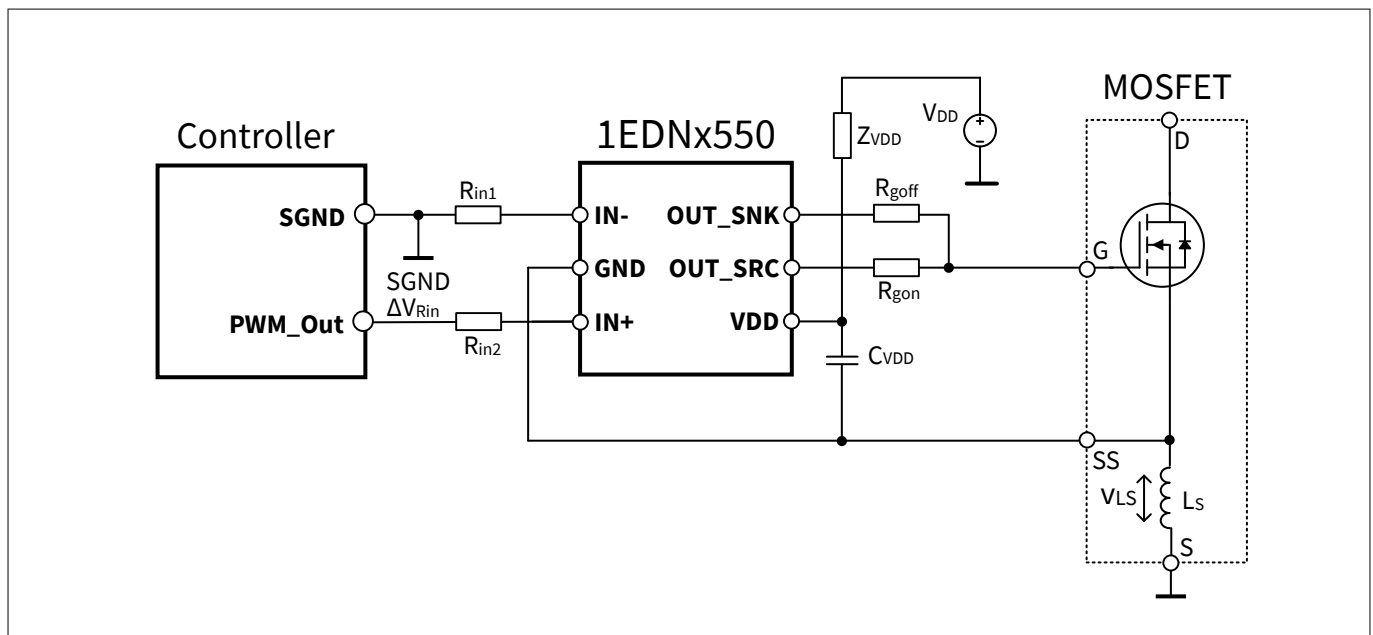 MOSFET
Controller
1EDNx550
VDD
ZVDD
D
Rin1
Rgoff
SGND
IN-
OUT_SNK
G
GND
OUT_SRC
SGND
Rgon
ΔVRin
PWM_Out
IN+
VDD
Rin2
CVDD
SS
vLS
LS
S